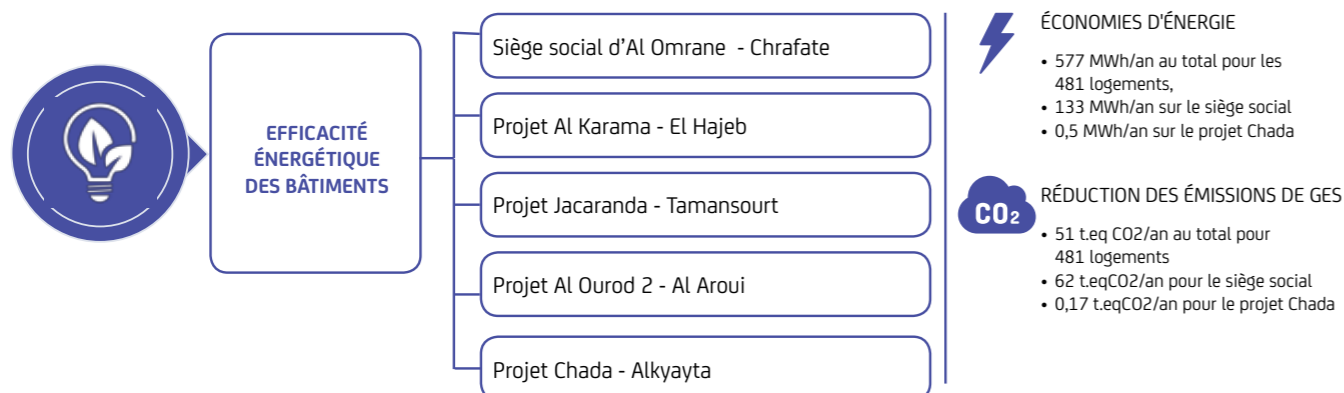 EFFICACITÉ
ÉNERGÉTIQUE
DES BÂTIMENTS
Siège social d’Al Omrane - Chrafate
Projet Al Karama - El Hajeb
Projet Jacaranda - Tamansourt
Projet Al Ourod 2 - Al Aroui
Projet Chada - Alkyayta
ÉCONOMIES D'ÉNERGIE
• 577 MWh/an au total pour les
481 logements,
• 133 MWh/an sur le siège social
• 0,5 MWh/an sur le projet Chada
CO₂
RÉDUCTION DES ÉMISSIONS DE GES
• 51 t.eq CO2/an au total pour
481 logements
• 62 t.eqCO2/an pour le siège social
• 0,17 t.eqCO2/an pour le projet Chada